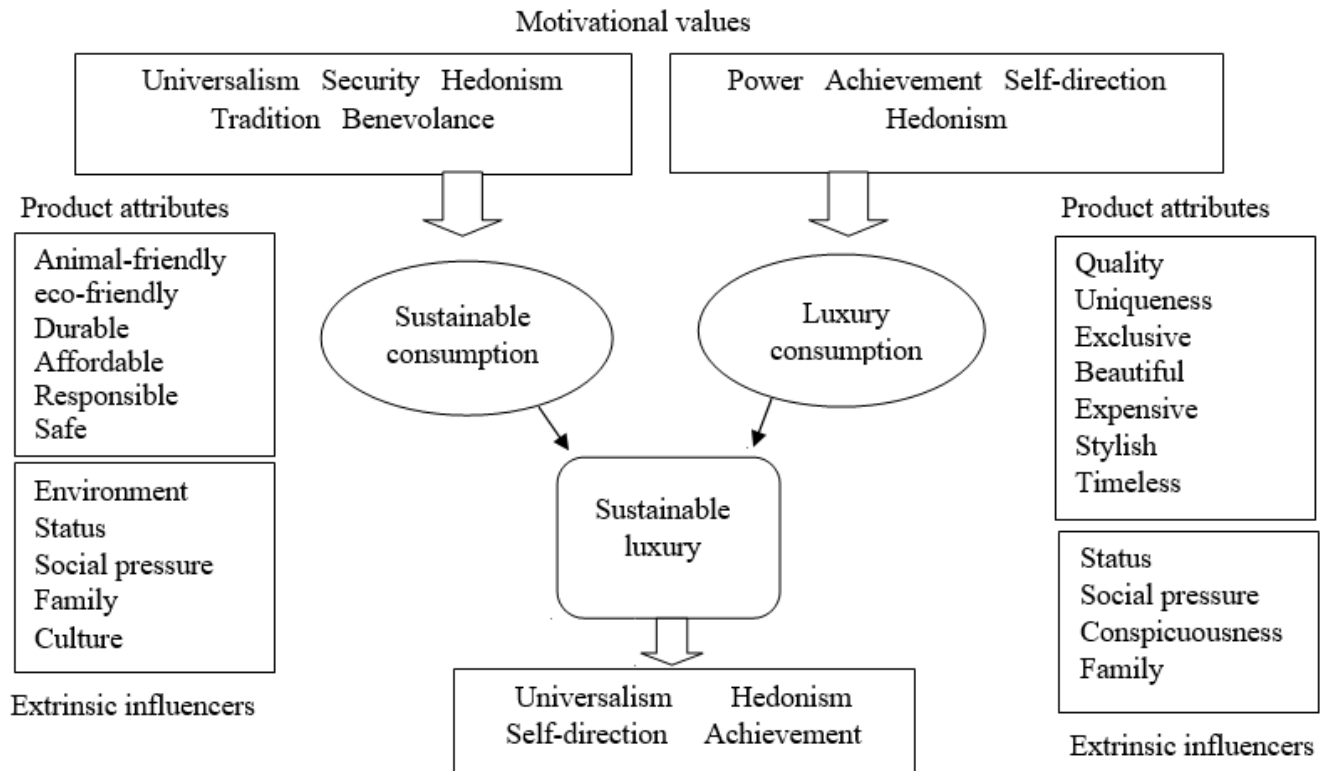 Motivational values
Universalism Security Hedonism
Tradition Benevolance
Power Achievement Self-direction
Hedonism
Product attributes
Animal-friendly
eco-friendly
Durable
Affordable
Responsible
Safe
Environment
Status
Social pressure
Family
Culture
Extrinsic influencers
Sustainable
consumption
Luxury
consumption
Sustainable
luxury
Universalism Hedonism
Self-direction Achievement
Product attributes
Quality
Uniqueness
Exclusive
Beautiful
Expensive
Stylish
Timeless
Status
Social pressure
Conspicuousness
Family
Extrinsic influencers